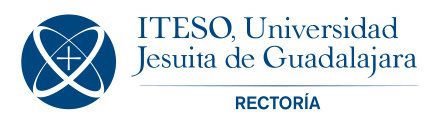 ITESO, Universidad
Jesuita de Guadalajara
RECTORÍA